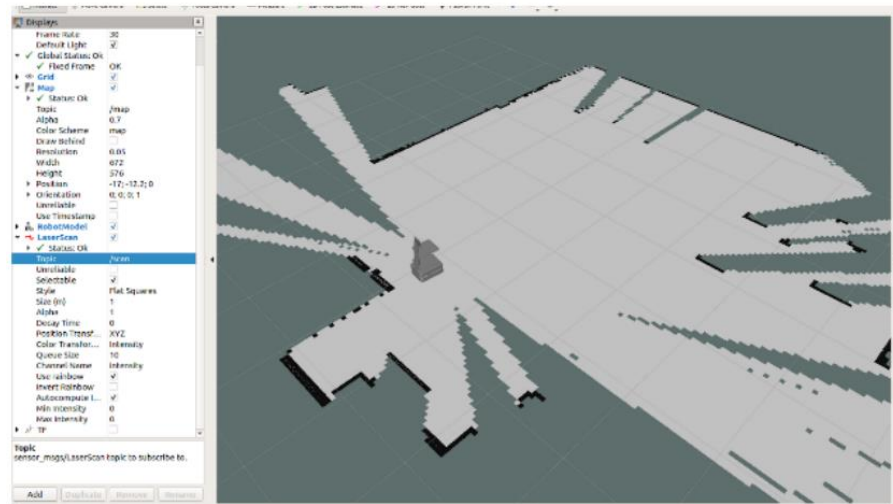 Displays
Frame Rate 30
Default Light
Global Status: Ok
Fixed Frame OK
Grid
Map
Status: Ok
Topic /map
Alpha 0.7
Color Scheme map
Draw Behind
Resolution 0.05
Width 672
Height 576
Position -17; -12.2; 0
Orientation 0; 0; 0; 1
Unreliable
Use Timestamp
RobotModel
LaserScan
Status: Ok
Topic /scan
Unreliable
Selectable
Style Flat Squares
Size (m) 1
Alpha 1
Decay Time 0
Position Transf... XYZ
Color Transfor... Intensity
Queue Size 10
Channel Name intensity
Use rainbow
Invert Rainbow
Autocompute I...
Min Intensity 0
Max Intensity 0
TF
Topic
sensor_msgs/LaserScan topic to subscribe to.
Add Duplicate Remove Rename